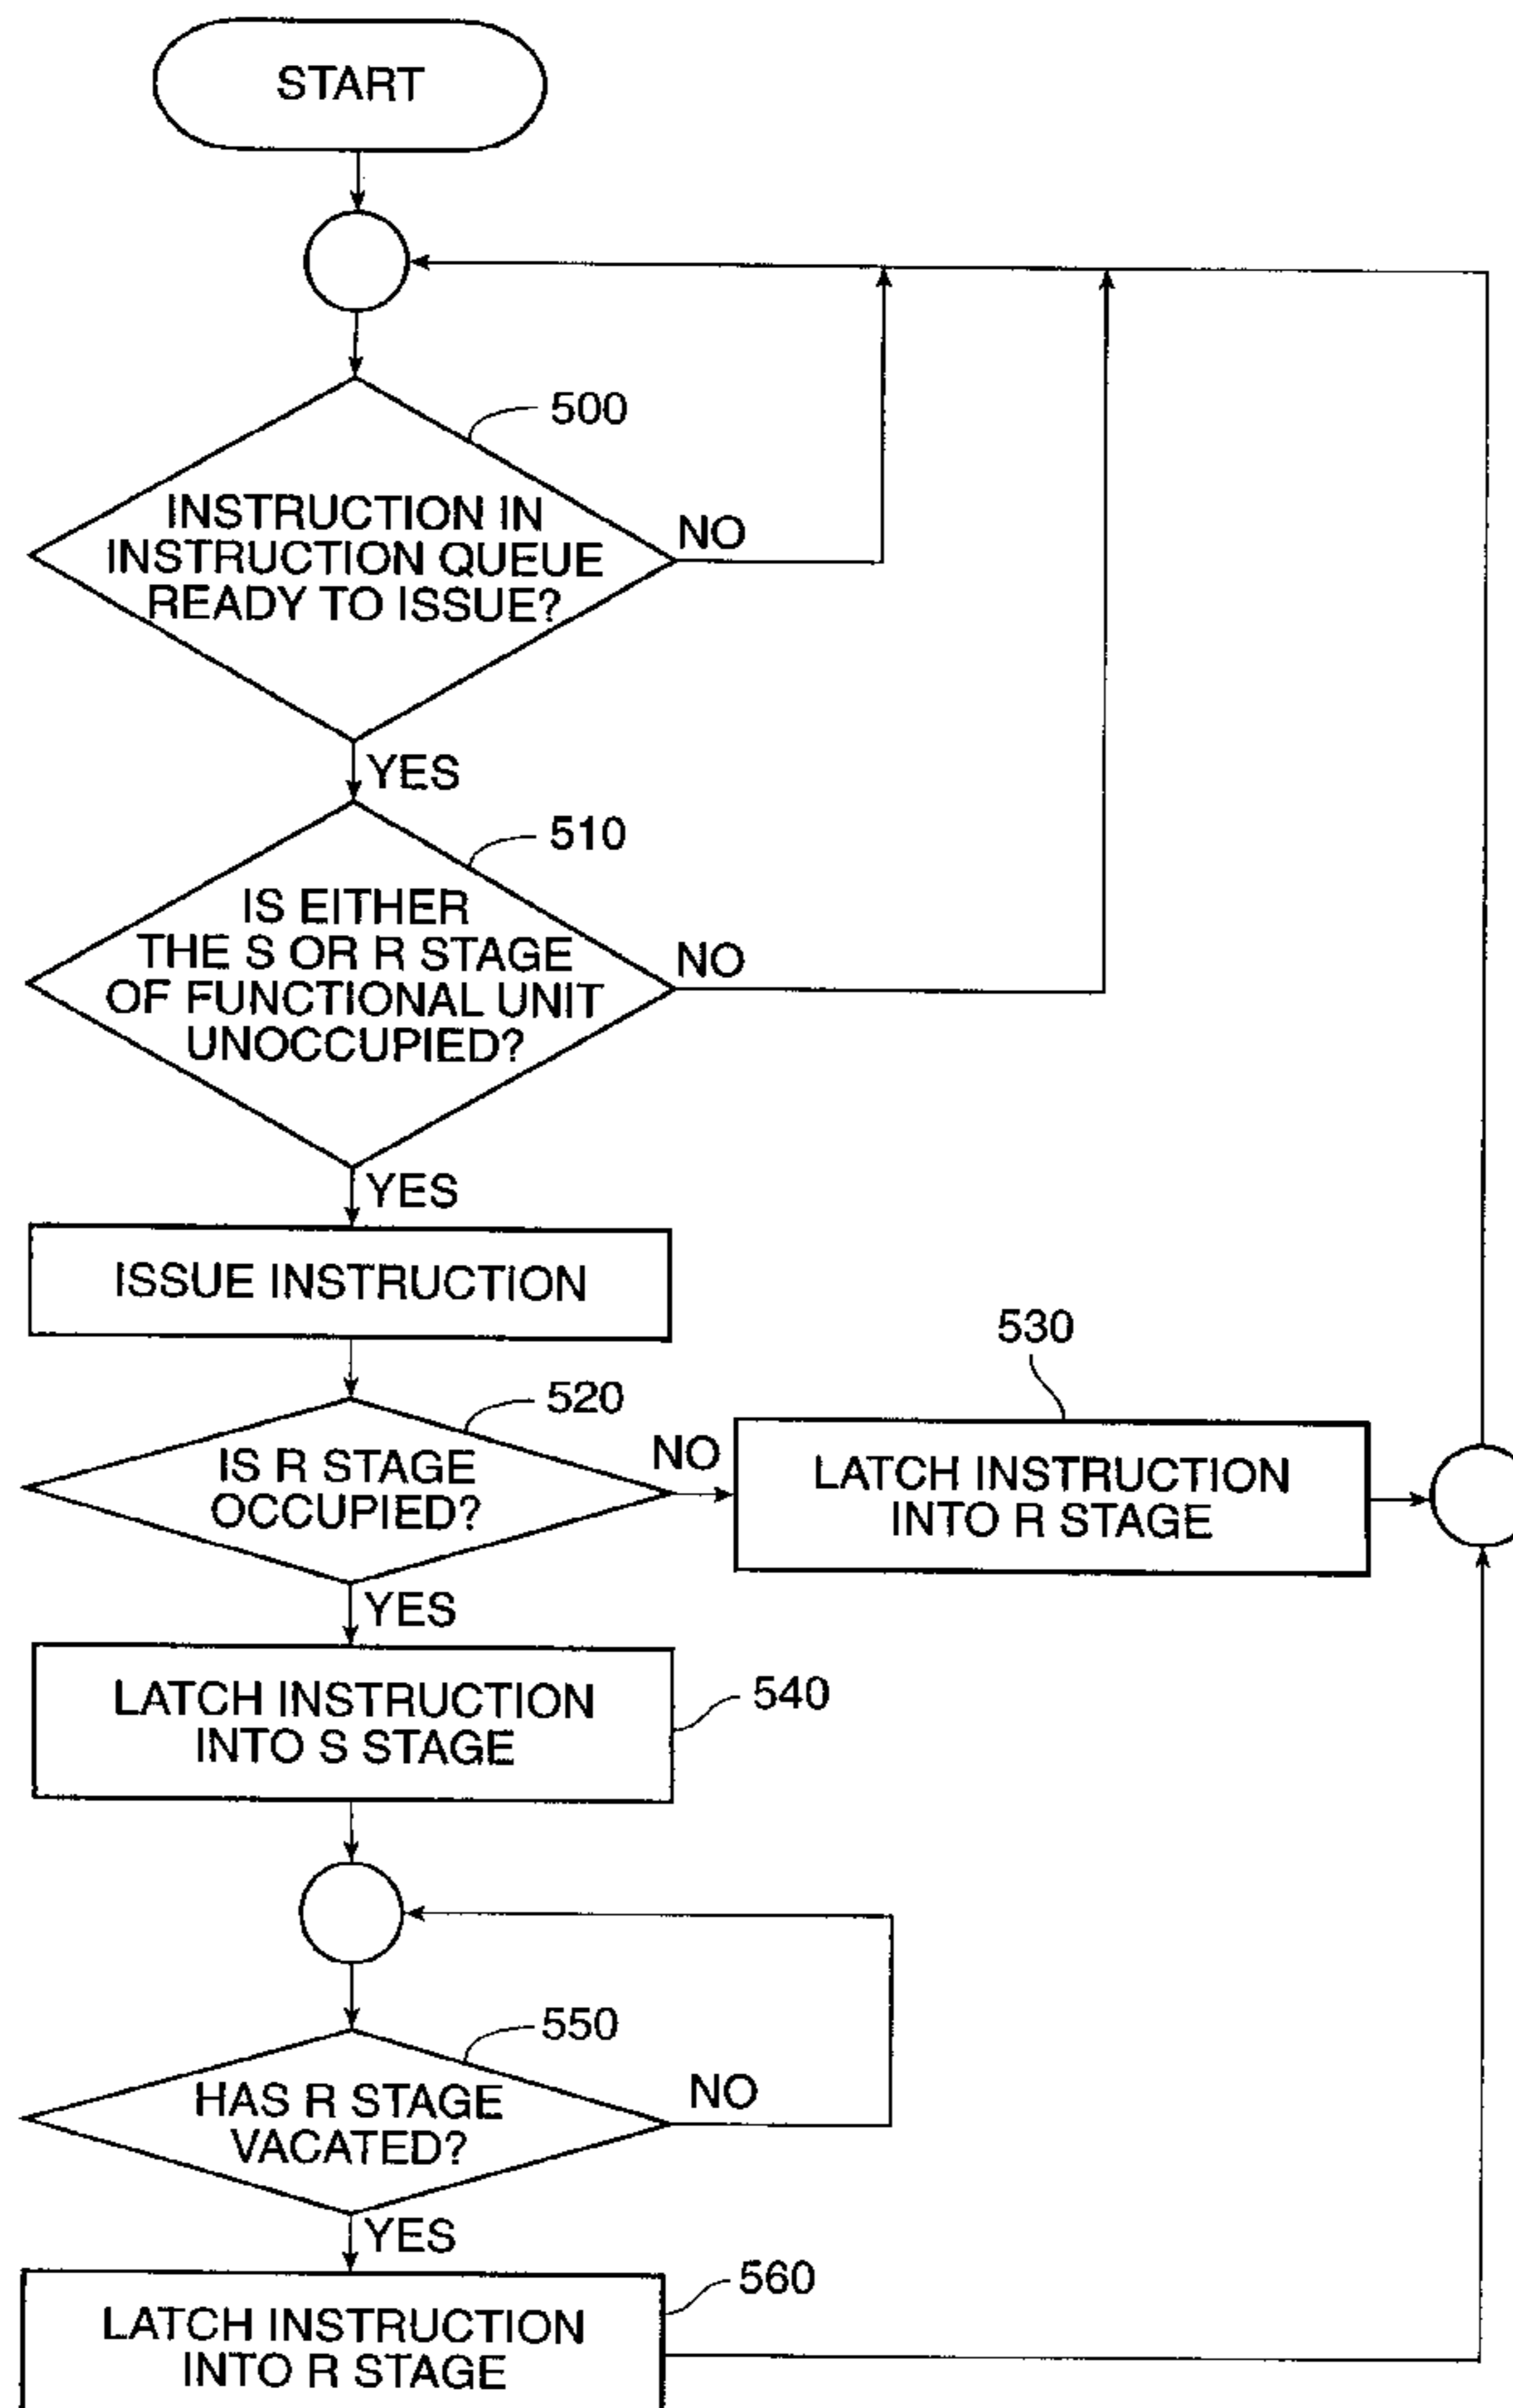 START
500
INSTRUCTION IN
INSTRUCTION QUEUE
READY TO ISSUE?
NO
YES
510
IS EITHER
THE S OR R STAGE
OF FUNCTIONAL UNIT
UNOCCUPIED?
NO
YES
ISSUE INSTRUCTION
520
IS R STAGE
OCCUPIED?
NO
530
LATCH INSTRUCTION
INTO R STAGE
YES
LATCH INSTRUCTION
INTO S STAGE
540
550
HAS R STAGE
VACATED?
NO
YES
560
LATCH INSTRUCTION
INTO R STAGE